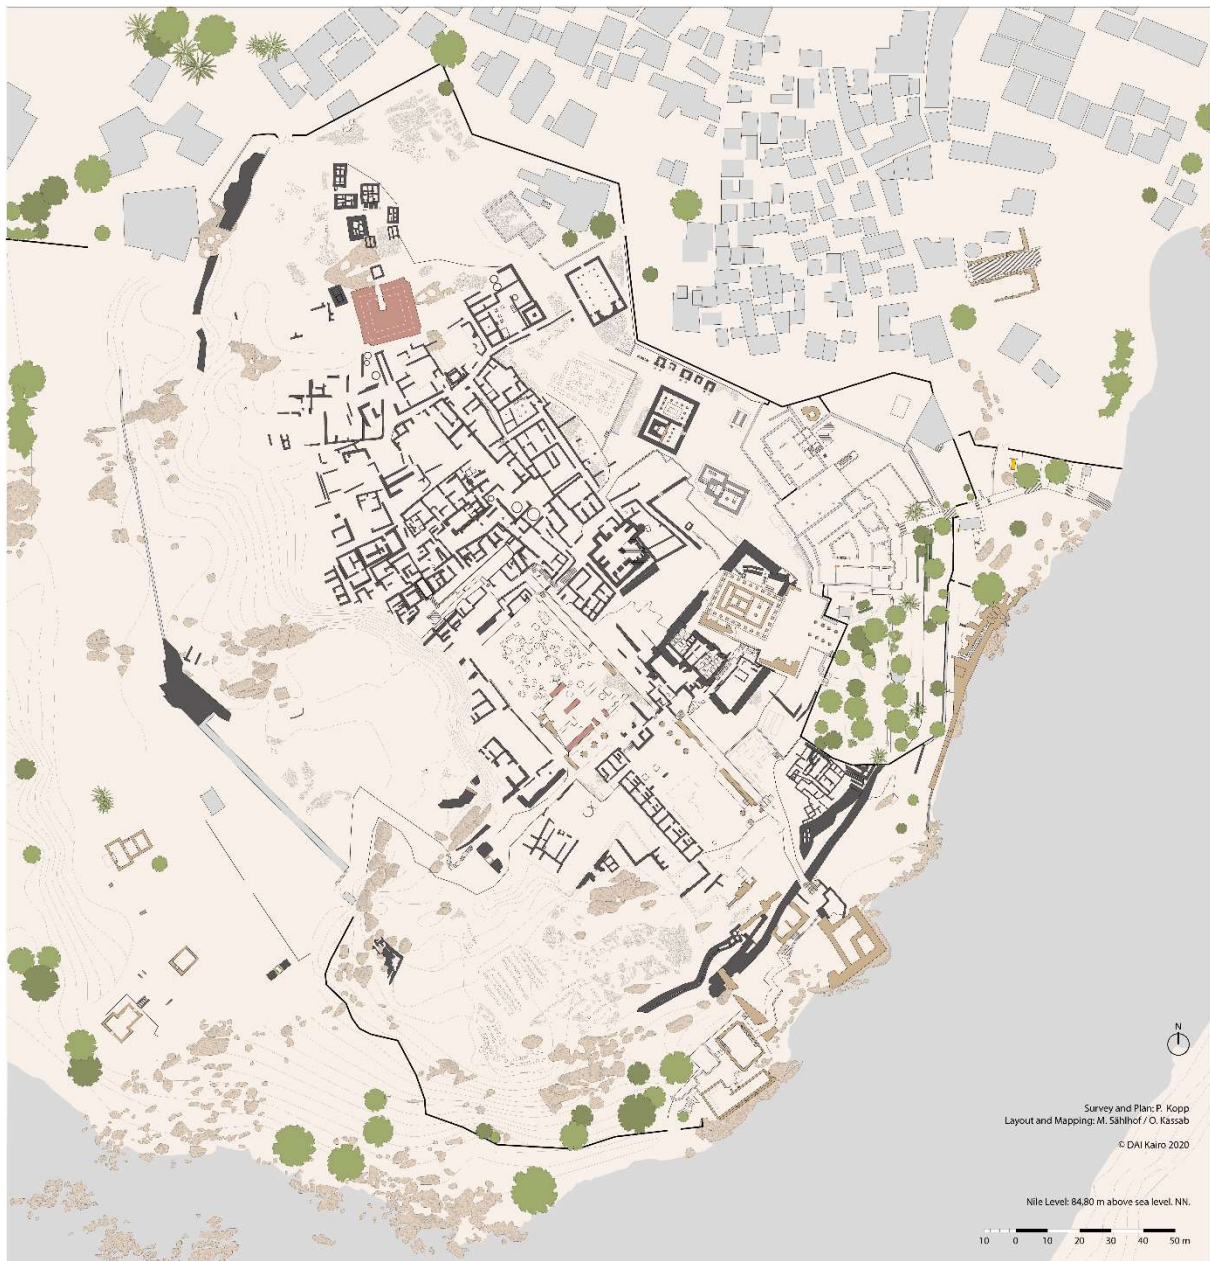 N
Survey and Plan: P. Kopp
Layout and Mapping: M. Sählhof / O. Kassab
© DAI Kairo 2020
Nile Level: 84.80 m above sea level. NN.
10 0 10 20 30 40 50 m